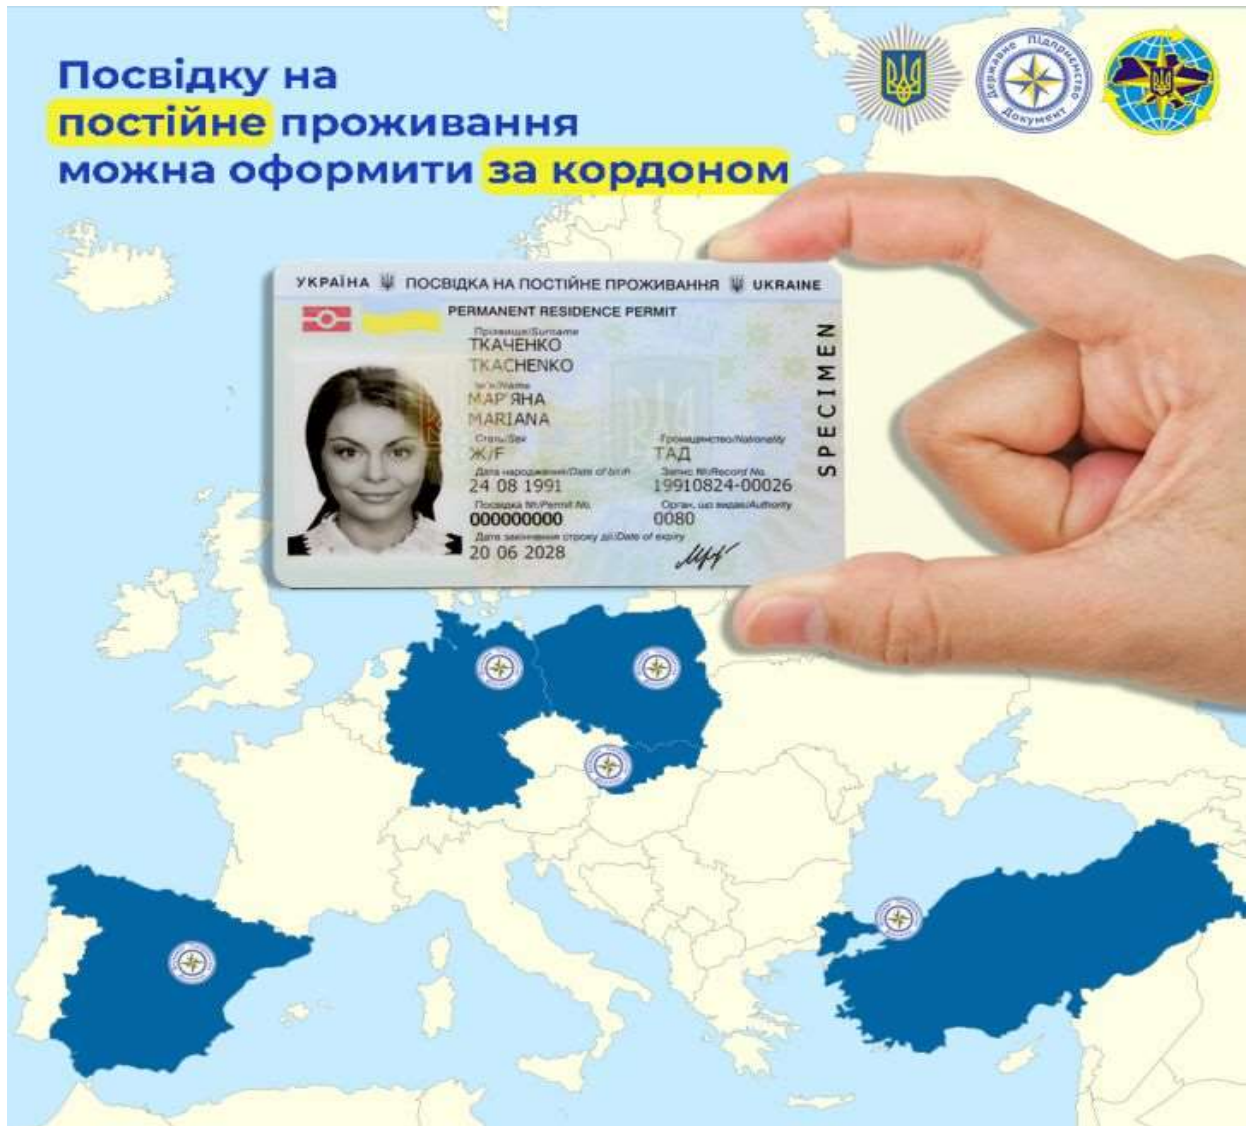 Посвідку на
постійне проживання
можна оформити за кордоном
Державне Підприємство
Документ
УКРАЇНА ПОСВІДКА НА ПОСТІЙНЕ ПРОЖИВАННЯ UKRAINE
PERMANENT RESIDENCE PERMIT
Прізвище/Surname
ТКАЧЕНКО
TKACHENKO
Ім'я/Name
МАР'ЯНА
MARIANA
Стать/Sex Громадянство/Nationality
Ж/F ТАД
Дата народження/Date of birth Запис №/Record No.
24 08 1991 19910824-00026
Посвідка №/Permit No. Орган, що видав/Authority
000000000 0080
Дата закінчення строку дії/Date of expiry
20 06 2028
SPECIMEN